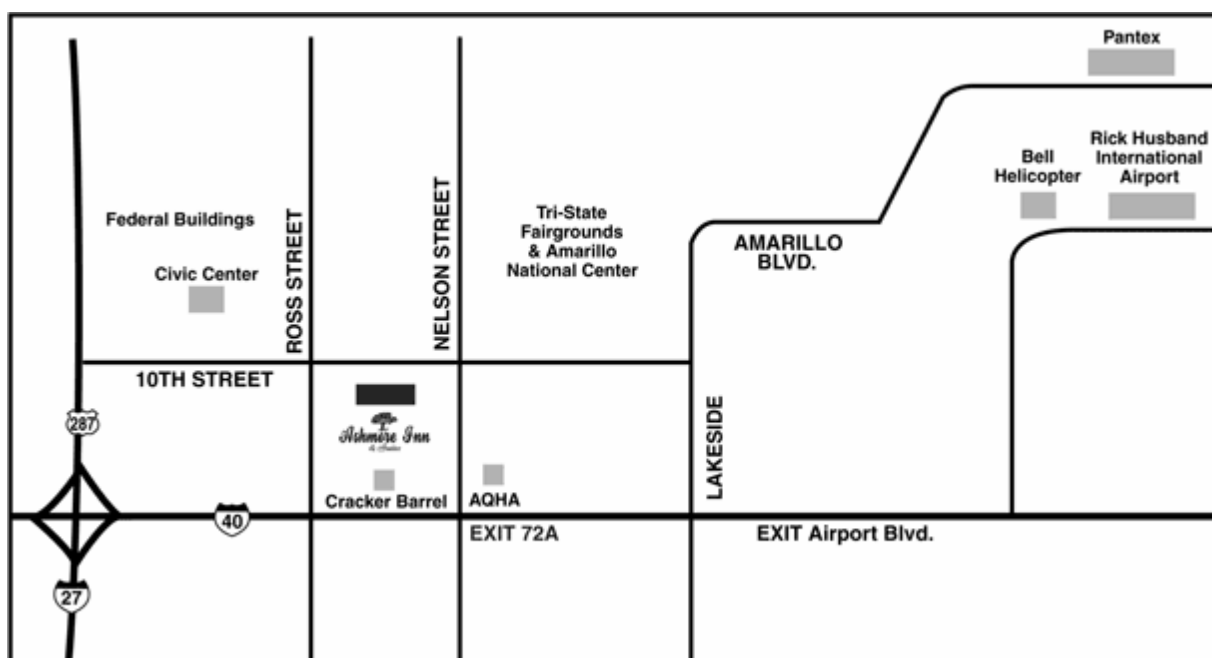 Pantex
Rick Husband
International
Airport
Bell
Helicopter
Federal Buildings
Civic Center
ROSS STREET
NELSON STREET
Tri-State
Fairgrounds
& Amarillo
National Center
AMARILLO
BLVD.
10TH STREET
287
Ashmore Inn
& Suites
Cracker Barrel
AQHA
LAKESIDE
40
EXIT 72A
EXIT Airport Blvd.
27